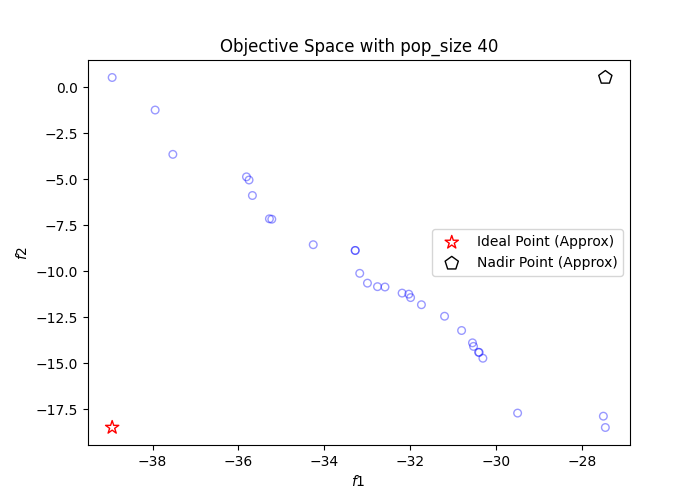 Objective Space with pop_size 40
0.0
−2.5
−5.0
−7.5
−10.0
−12.5
−15.0
−17.5
f2
Ideal Point (Approx)
Nadir Point (Approx)
−38
−36
−34
−32
−30
−28
f1